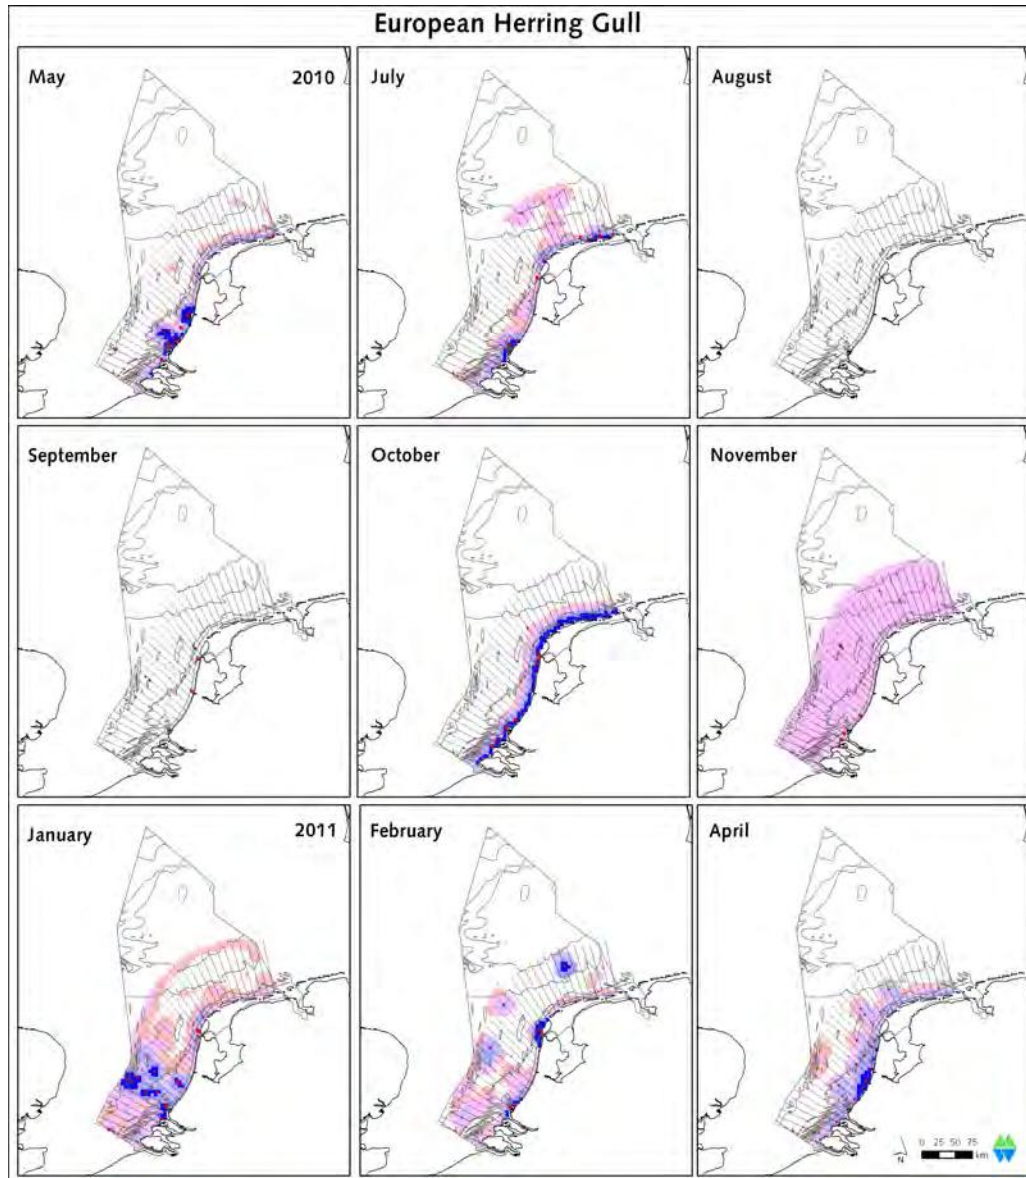 European Herring Gull
May 2010
July
August
September
October
November
January 2011
February
April
0 25 50 75
km
N